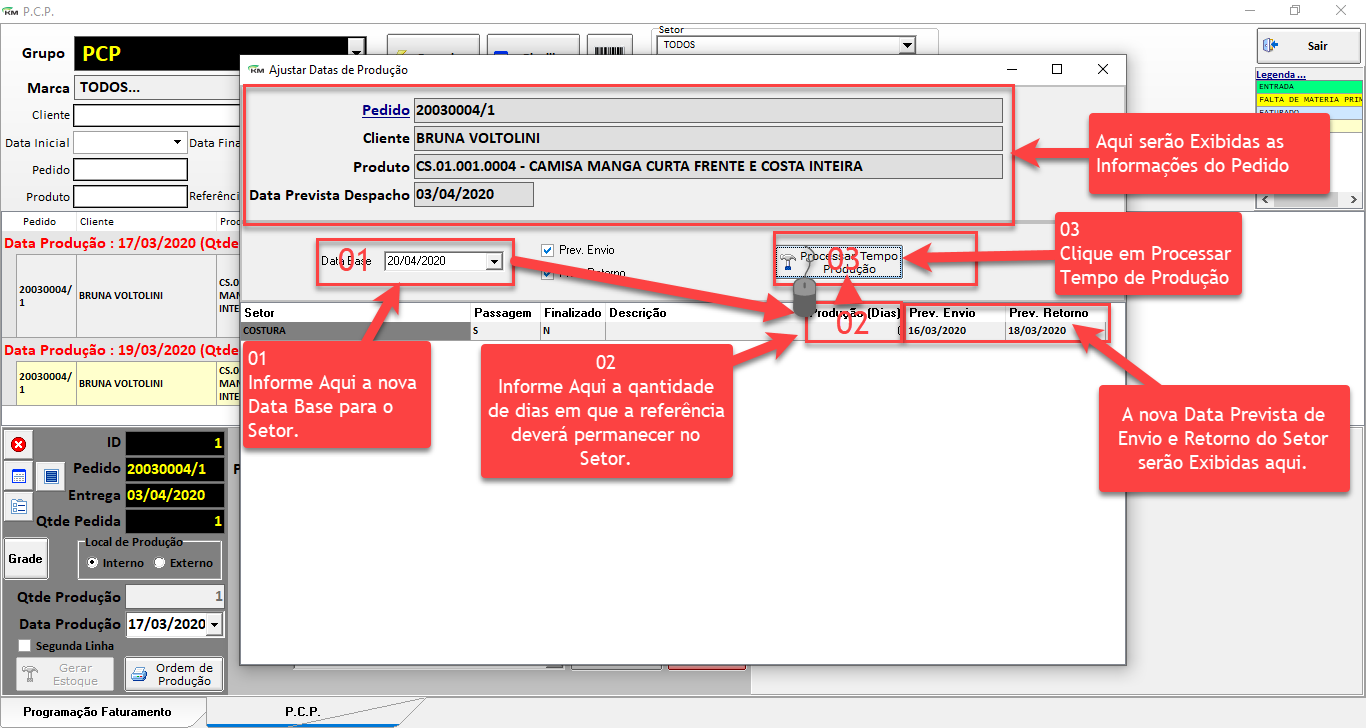 P.C.P.
Grupo
PCP
Marca
TODOS...
Cliente
Data Inicial
Data Fina
Pedido
Produto
Referênci
Setor
TODOS
Sair
Legenda ...
ENTRADA
FALTA DE MATERIA PRIM
FATURADO
Ajustar Datas de Produção
Pedido 20030004/1
Cliente BRUNA VOLTOLINI
Produto CS.01.001.0004 - CAMISA MANGA CURTA FRENTE E COSTA INTEIRA
Data Prevista Despacho 03/04/2020
Aqui serão Exibidas as
Informações do Pedido
Data Base 20/04/2020
01
Prev. Envio
Prev. Retorno
Processar Tempo
Produção
03
03
Clique em Processar
Tempo de Produção
Setor Passagem Finalizado Descrição Produção (Dias) Prev. Envio Prev. Retorno
COSTURA S N 16/03/2020 18/03/2020
02
01
Informe Aqui a nova
Data Base para o
Setor.
02
Informe Aqui a qantidade
de dias em que a referência
deverá permanecer no
Setor.
A nova Data Prevista de
Envio e Retorno do Setor
serão Exibidas aqui.
Pedido Cliente Prod
Data Produção : 17/03/2020 (Qtde
20030004/
1
BRUNA VOLTOLINI
CS.0
MAN
INTE
Data Produção : 19/03/2020 (Qtde
20030004/
1
BRUNA VOLTOLINI
CS.0
MAN
INTE
ID 1
Pedido 20030004/1
P
Entrega 03/04/2020
Qtde Pedida 1
Grade
Local de Produção
Interno Externo
Qtde Produção 1
Data Produção 17/03/2020
Segunda Linha
Gerar
Estoque
Ordem de
Produção
Programação Faturamento
P.C.P.